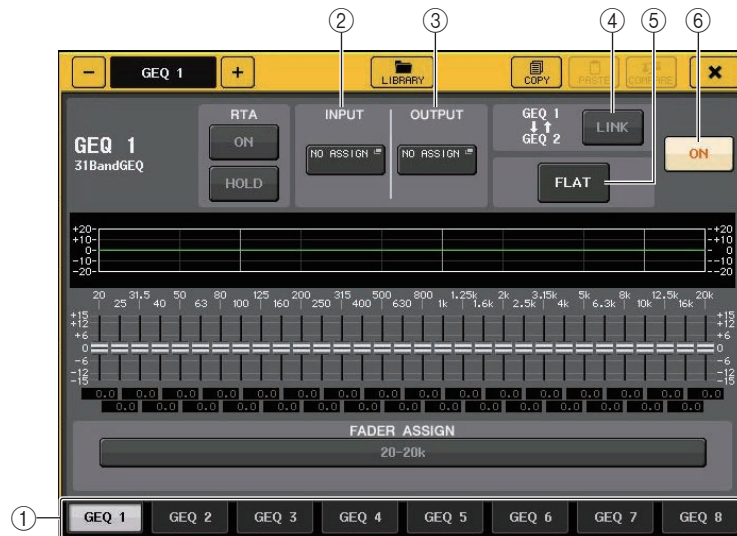 ② ③ ④ ⑤ ⑥
− GEQ 1 + LIBRARY COPY PASTE COMPARE ×
GEQ 1
31BandGEQ
RTA
ON
HOLD
INPUT
NO ASSIGN
OUTPUT
NO ASSIGN
GEQ 1
GEQ 2
LINK
FLAT
ON
+20 +20
+10 +10
0 0
-10 -10
-20 -20
20 31.5 50 80 125 200 315 500 800 1.25k 2k 3.15k 5k 8k 12.5k 20k
25 40 63 100 160 250 400 630 1k 1.6k 2.5k 4k 6.3k 10k 16k
+15 +15
+12 +12
+6 +6
0 0
-6 -6
-12 -12
-15 -15
0.0 0.0 0.0 0.0 0.0 0.0 0.0 0.0 0.0 0.0 0.0 0.0 0.0 0.0 0.0 0.0
0.0 0.0 0.0 0.0 0.0 0.0 0.0 0.0 0.0 0.0 0.0 0.0 0.0 0.0 0.0
FADER ASSIGN
20-20k
① GEQ 1 GEQ 2 GEQ 3 GEQ 4 GEQ 5 GEQ 6 GEQ 7 GEQ 8